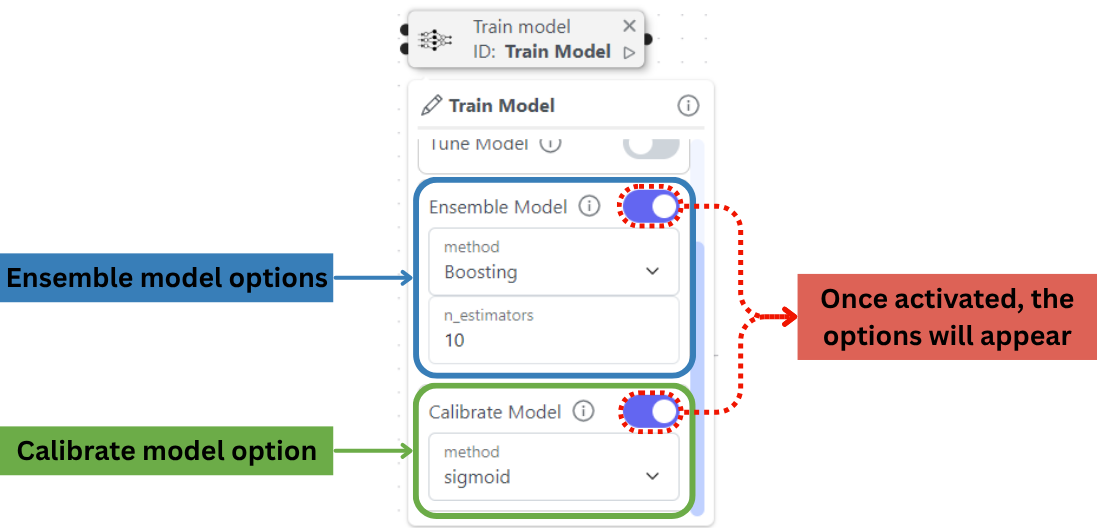 Train model
ID: Train Model
Train Model
Tune Model
Ensemble Model
method
Boosting
n_estimators
10
Calibrate Model
method
sigmoid
Ensemble model options
Calibrate model option
Once activated, the
options will appear